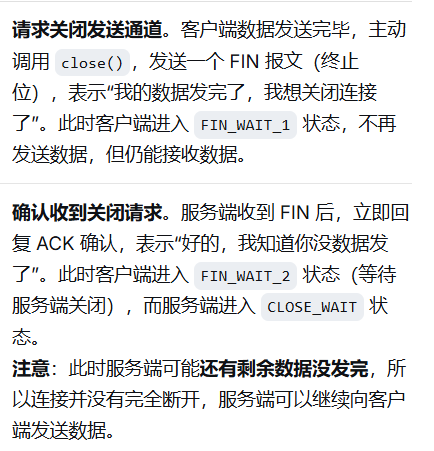 请求关闭发送通道。客户端数据发送完毕，主动
调用 close()，发送一个 FIN 报文（终止
位），表示“我的数据发完了，我想关闭连接
了”。此时客户端进入 FIN_WAIT_1 状态，不再
发送数据，但仍能接收数据。
确认收到关闭请求。服务端收到 FIN 后，立即回
复 ACK 确认，表示“好的，我知道你没数据发
了”。此时客户端进入 FIN_WAIT_2 状态（等待
服务端关闭），而服务端进入 CLOSE_WAIT 状
态。
注意：此时服务端可能还有剩余数据没发完，所
以连接并没有完全断开，服务端可以继续向客户
端发送数据。